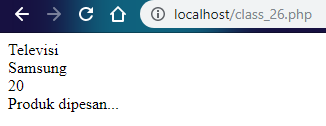 localhost/class_26.php
Televisi
Samsung
20
Produk dipesan...